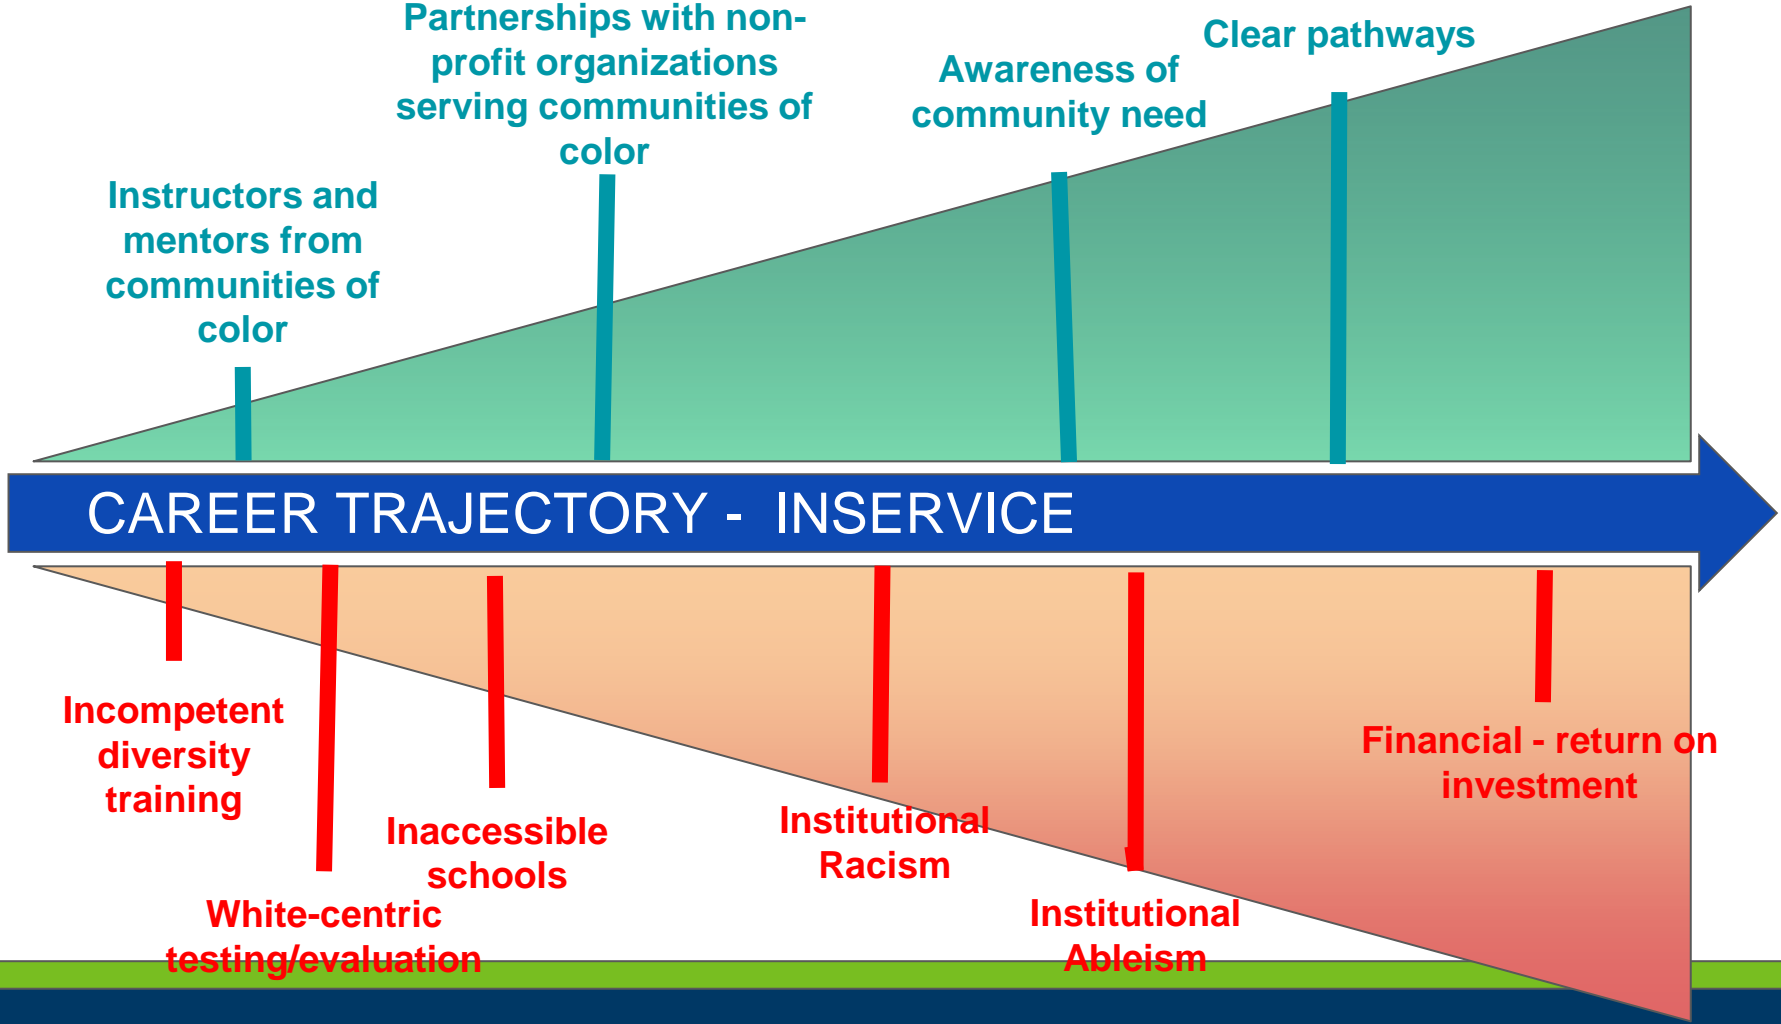 Partnerships with non-
profit organizations
serving communities of
color
Clear pathways
Awareness of
community need
Instructors and
mentors from
communities of
color
CAREER TRAJECTORY - INSERVICE
Incompetent
diversity
training
White-centric
testing/evaluation
Inaccessible
schools
Institutional
Racism
Institutional
Ableism
Financial - return on
investment